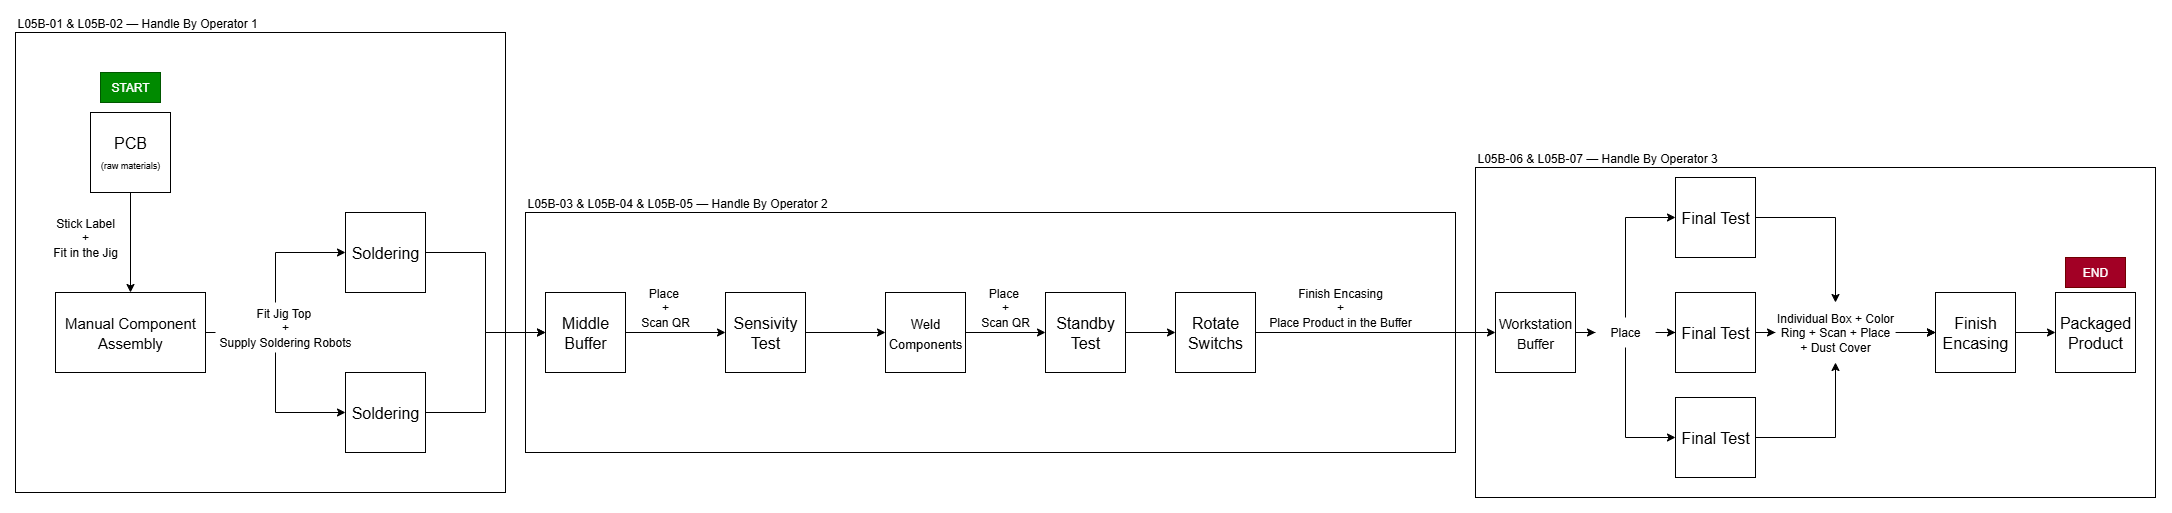 L05B-01 & L05B-02 — Handle By Operator 1
START
PCB
(raw materials)
Stick Label
+
Fit in the Jig
Manual Component
Assembly
Fit Jig Top
+
Supply Soldering Robots
Soldering
Soldering
L05B-03 & L05B-04 & L05B-05 — Handle By Operator 2
Middle
Buffer
Place
+
Scan QR
Sensivity
Test
Weld
Components
Place
+
Scan QR
Standby
Test
Rotate
Switchs
Finish Encasing
+
Place Product in the Buffer
L05B-06 & L05B-07 — Handle By Operator 3
Workstation
Buffer
Place
Final Test
Final Test
Final Test
Individual Box + Color
Ring + Scan + Place
+ Dust Cover
Finish
Encasing
END
Packaged
Product